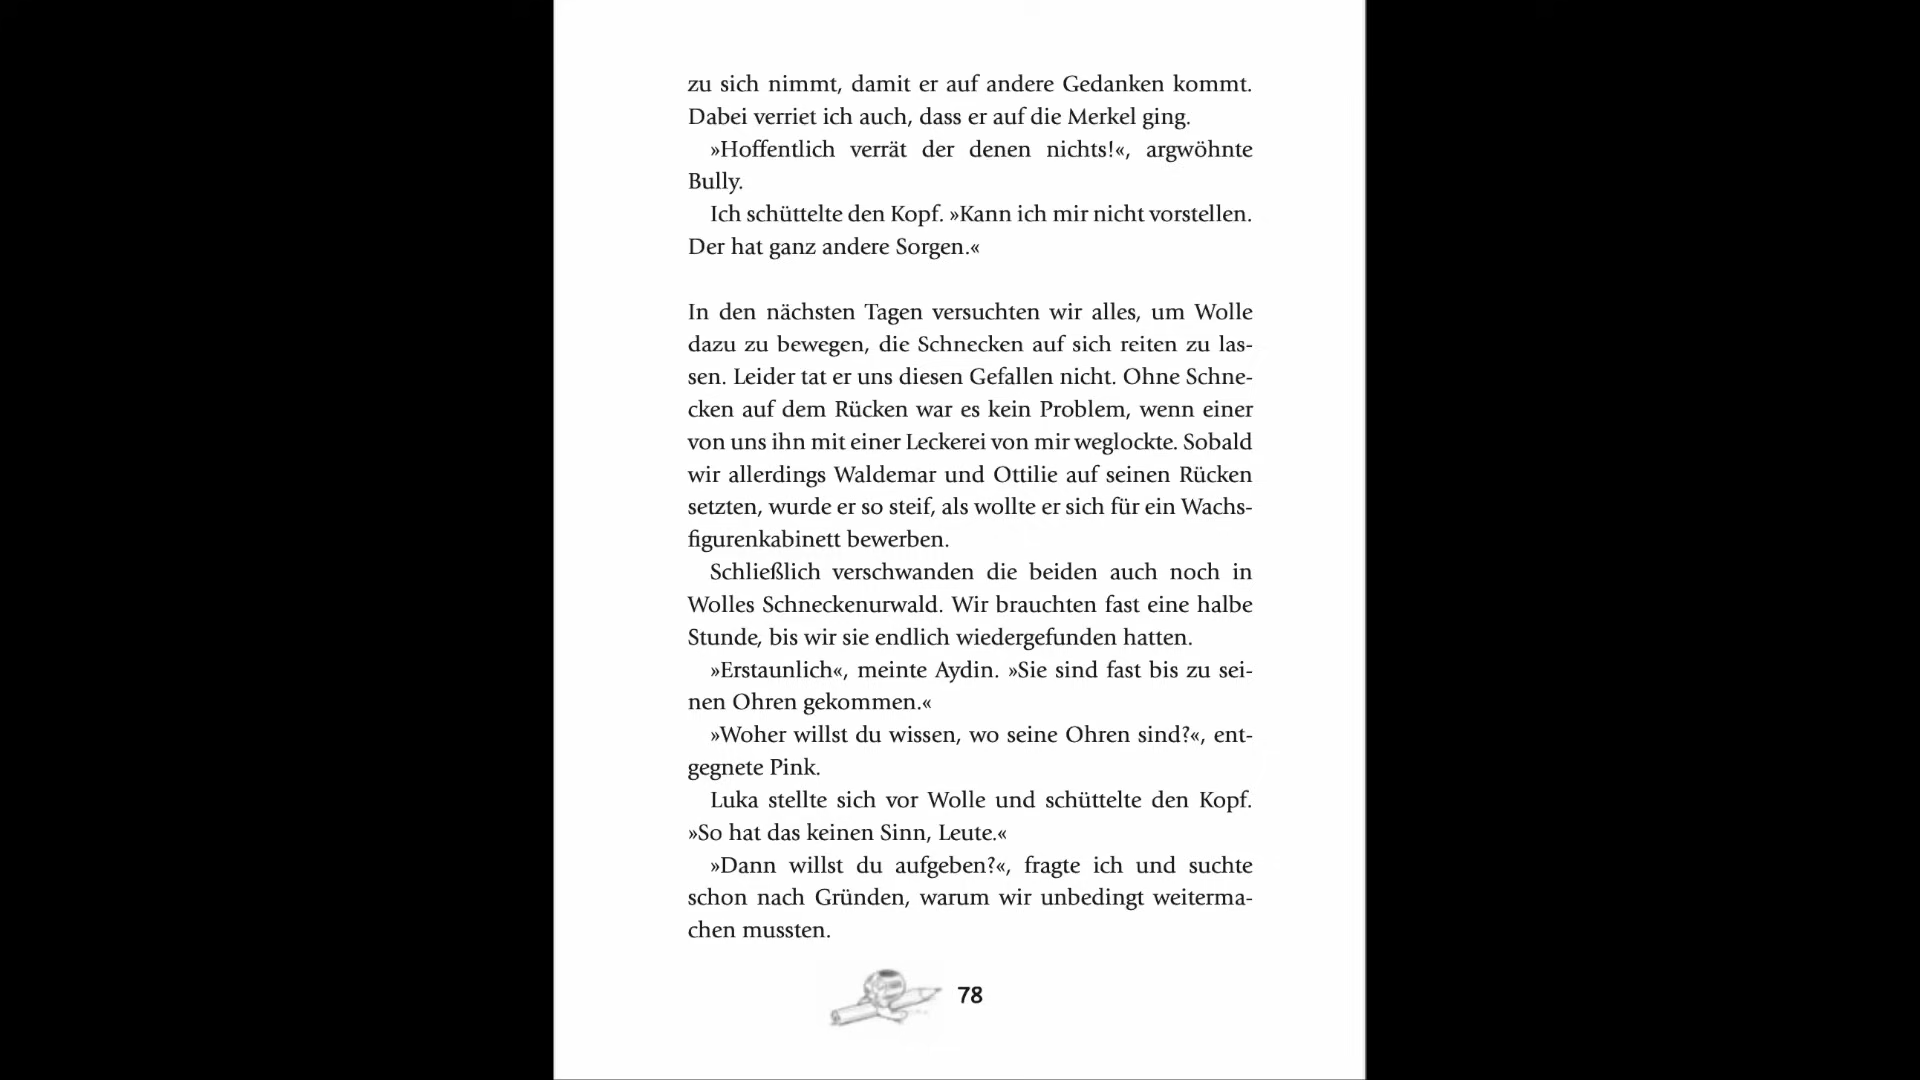 zu sich nimmt, damit er auf andere Gedanken kommt.
Dabei verriet ich auch, dass er auf die Merkel ging.
»Hoffentlich verrät der denen nichts!«, argwöhnte
Bully.
Ich schüttelte den Kopf. »Kann ich mir nicht vorstellen.
Der hat ganz andere Sorgen.«
In den nächsten Tagen versuchten wir alles, um Wolle
dazu zu bewegen, die Schnecken auf sich reiten zu las-
sen. Leider tat er uns diesen Gefallen nicht. Ohne Schne-
cken auf dem Rücken war es kein Problem, wenn einer
von uns ihn mit einer Leckerei von mir weglockte. Sobald
wir allerdings Waldemar und Ottilie auf seinen Rücken
setzten, wurde er so steif, als wollte er sich für ein Wachs-
figurenkabinett bewerben.
Schließlich verschwanden die beiden auch noch in
Wolles Schneckenurwald. Wir brauchten fast eine halbe
Stunde, bis wir sie endlich wiedergefunden hatten.
»Erstaunlich«, meinte Aydin. »Sie sind fast bis zu sei-
nen Ohren gekommen.«
»Woher willst du wissen, wo seine Ohren sind?«, ent-
gegnete Pink.
Luka stellte sich vor Wolle und schüttelte den Kopf.
»So hat das keinen Sinn, Leute.«
»Dann willst du aufgeben?«, fragte ich und suchte
schon nach Gründen, warum wir unbedingt weiterma-
chen mussten.
78